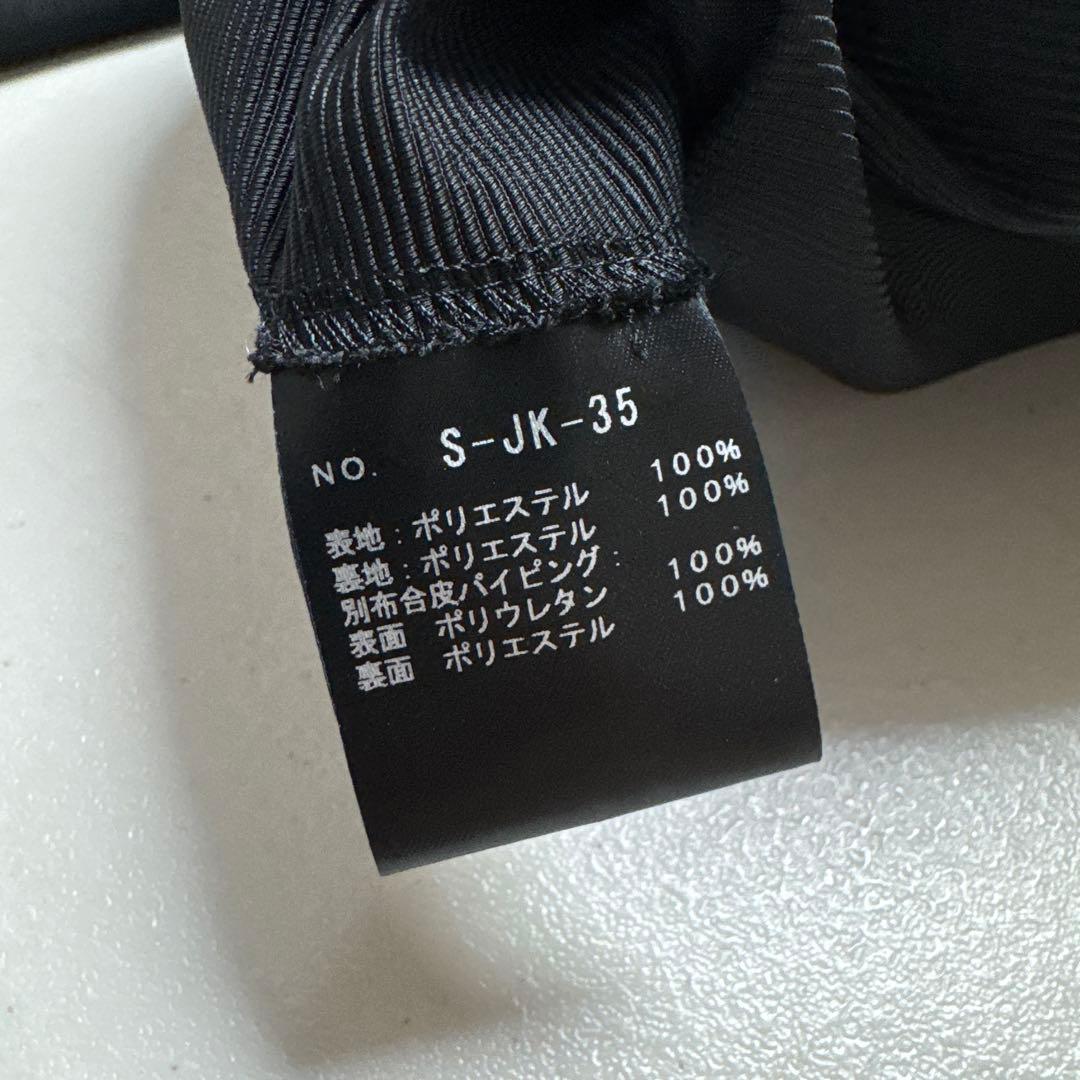 NO. S-JK-35
表地：ポリエステル 100%
裏地：ポリエステル 100%
別布合皮パイピング：
表面 ポリウレタン 100%
裏面 ポリエステル 100%